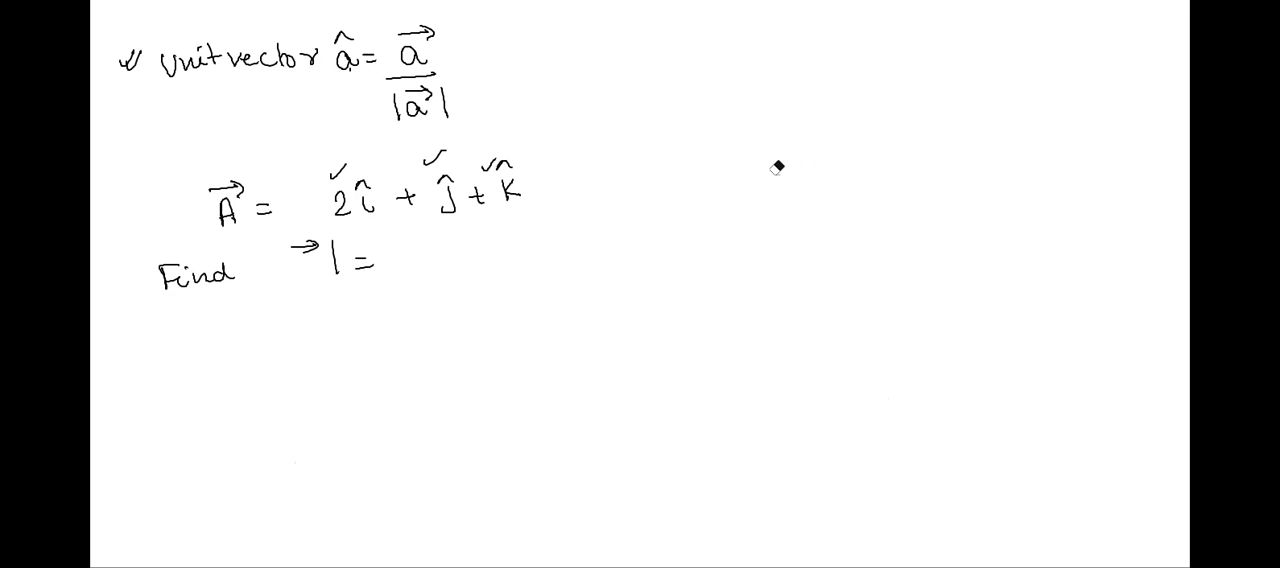 Unit vector â = a⃗
|a⃗|
A⃗ = 2î + ĵ + k̂
Find → | =